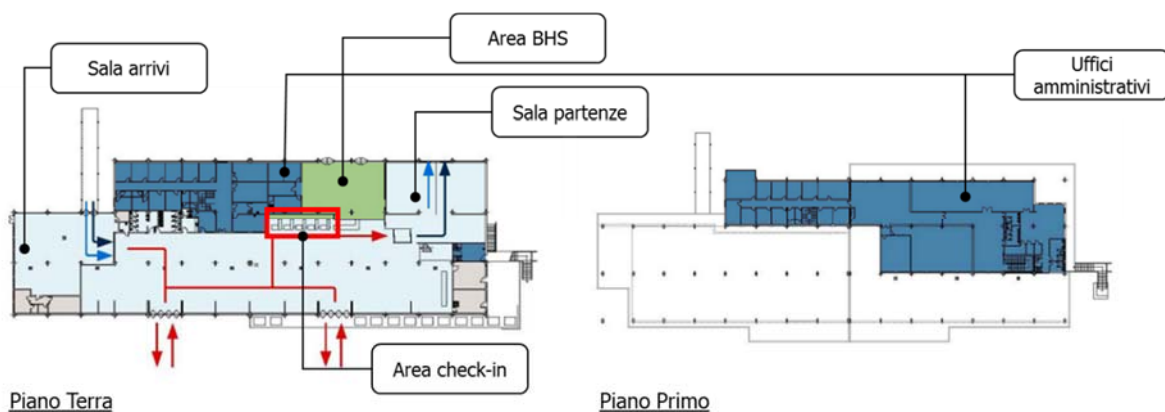 Sala arrivi
Area BHS
Sala partenze
Uffici
amministrativi
Area check-in
Piano Terra
Piano Primo